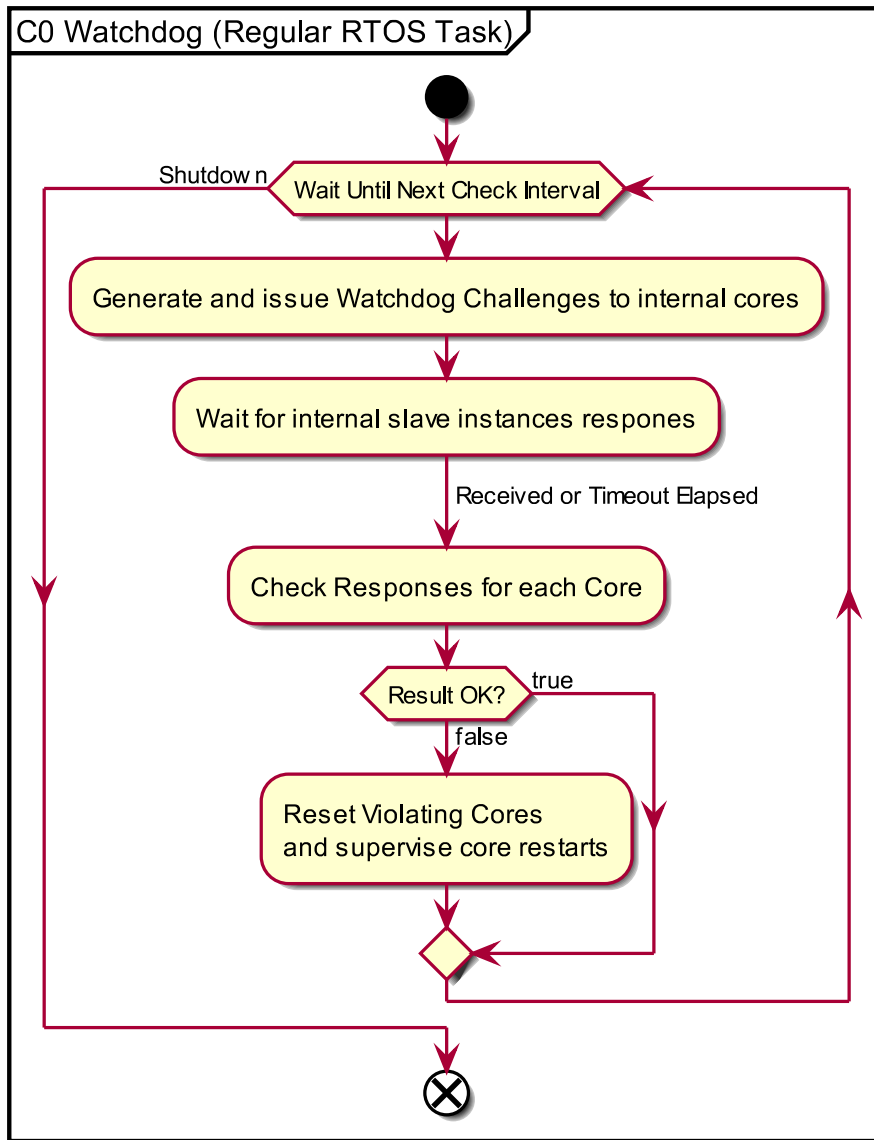 C0 Watchdog (Regular RTOS Task)
Shutdown
Wait Until Next Check Interval
Generate and issue Watchdog Challenges to internal cores
Wait for internal slave instances respones
Received or Timeout Elapsed
Check Responses for each Core
Result OK?
true
false
Reset Violating Cores
and supervise core restarts